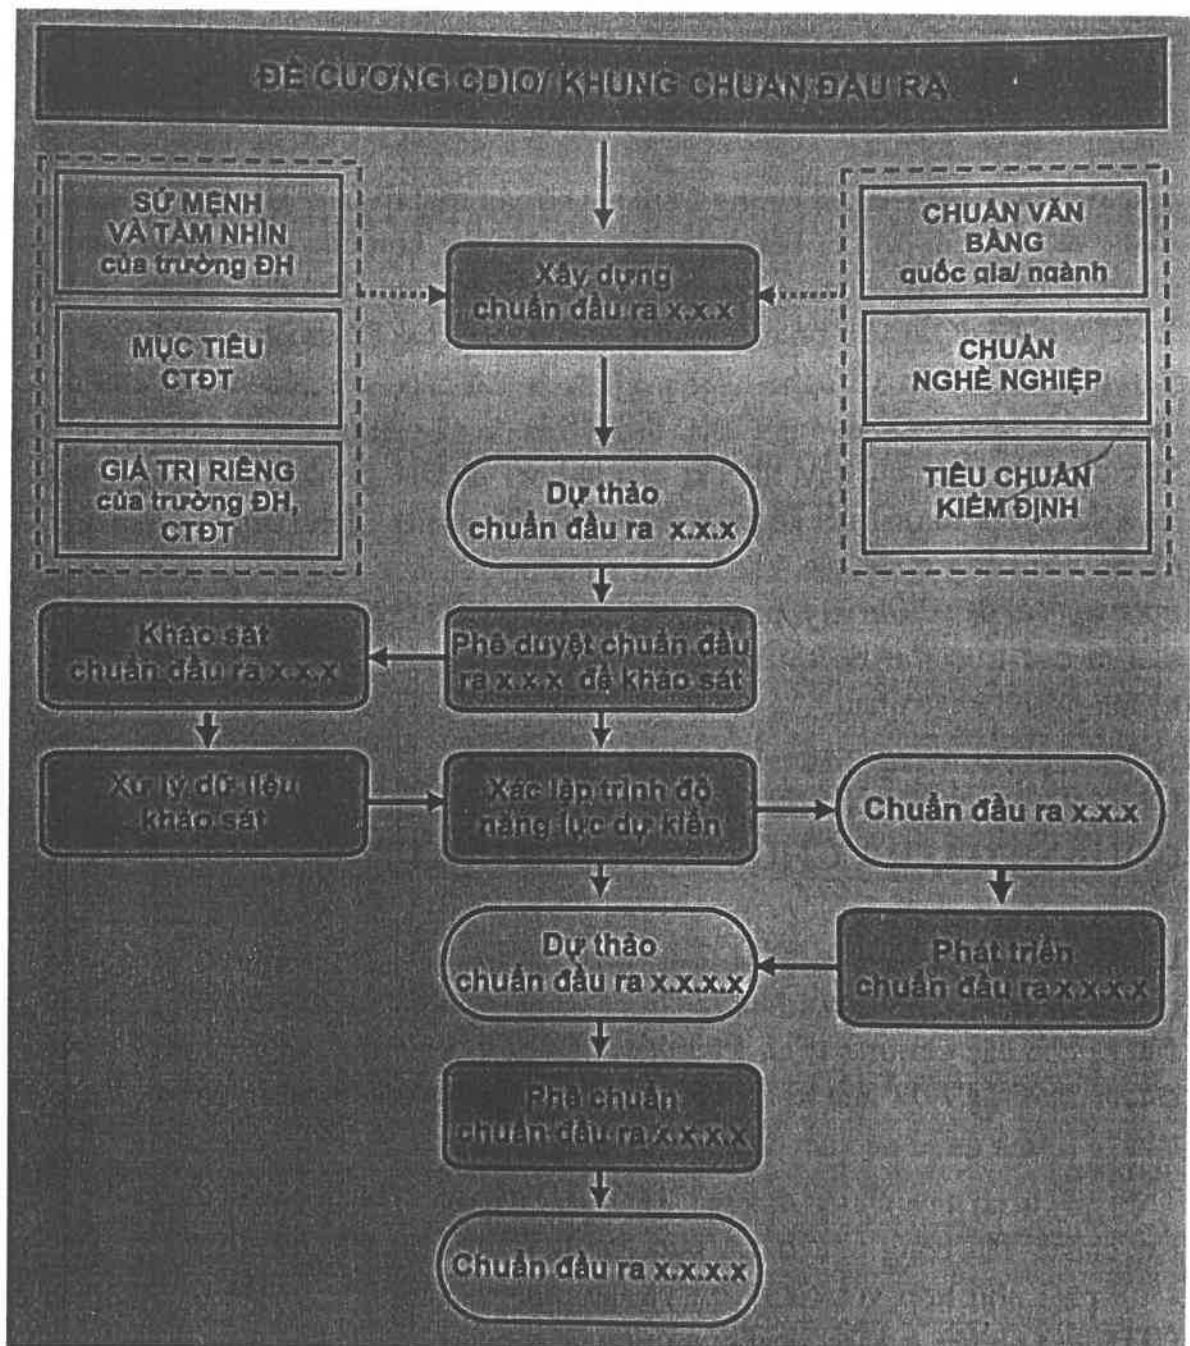 ĐỀ CƯƠNG CDIO/ KHUNG CHUẨN ĐẦU RA
SỨ MỆNH
VÀ TẦM NHÌN
của trường ĐH
MỤC TIÊU
CTĐT
GIÁ TRỊ RIÊNG
của trường ĐH,
CTĐT
Xây dựng
chuẩn đầu ra x.x.x
CHUẨN VĂN
BẰNG
quốc gia/ ngành
CHUẨN
NGHỀ NGHIỆP
TIÊU CHUẨN
KIỂM ĐỊNH
Dự thảo
chuẩn đầu ra x.x.x
Khảo sát
chuẩn đầu ra x.x.x
Phê duyệt chuẩn đầu
ra x.x.x để khảo sát
Xử lý dữ liệu
khảo sát
Xác lập trình độ
năng lực dự kiến
Chuẩn đầu ra x.x.x
Dự thảo
chuẩn đầu ra x.x.x.x
Phát triển
chuẩn đầu ra x.x.x.x
Phê chuẩn
chuẩn đầu ra x.x.x.x
Chuẩn đầu ra x.x.x.x